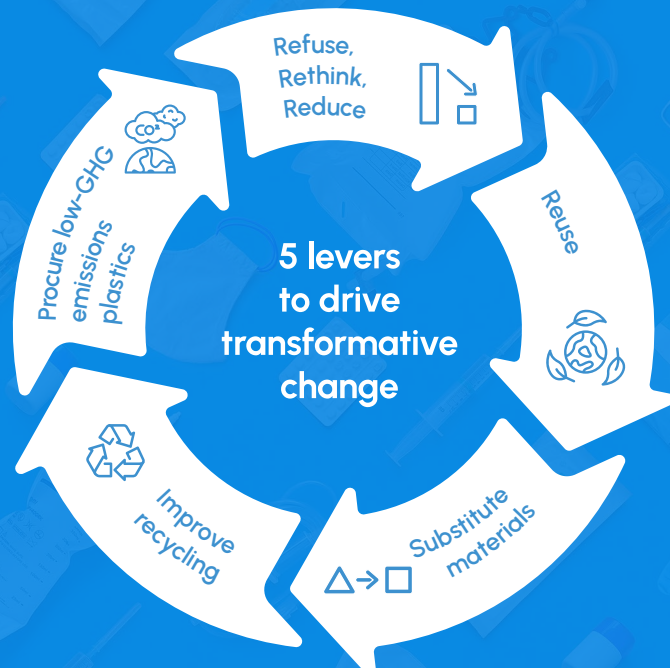 Refuse,
Rethink,
Reduce
Reuse
Substitute
materials
Improve
recycling
Procure low-GHG
emissions
plastics
CO²
5 levers
to drive
transformative
change